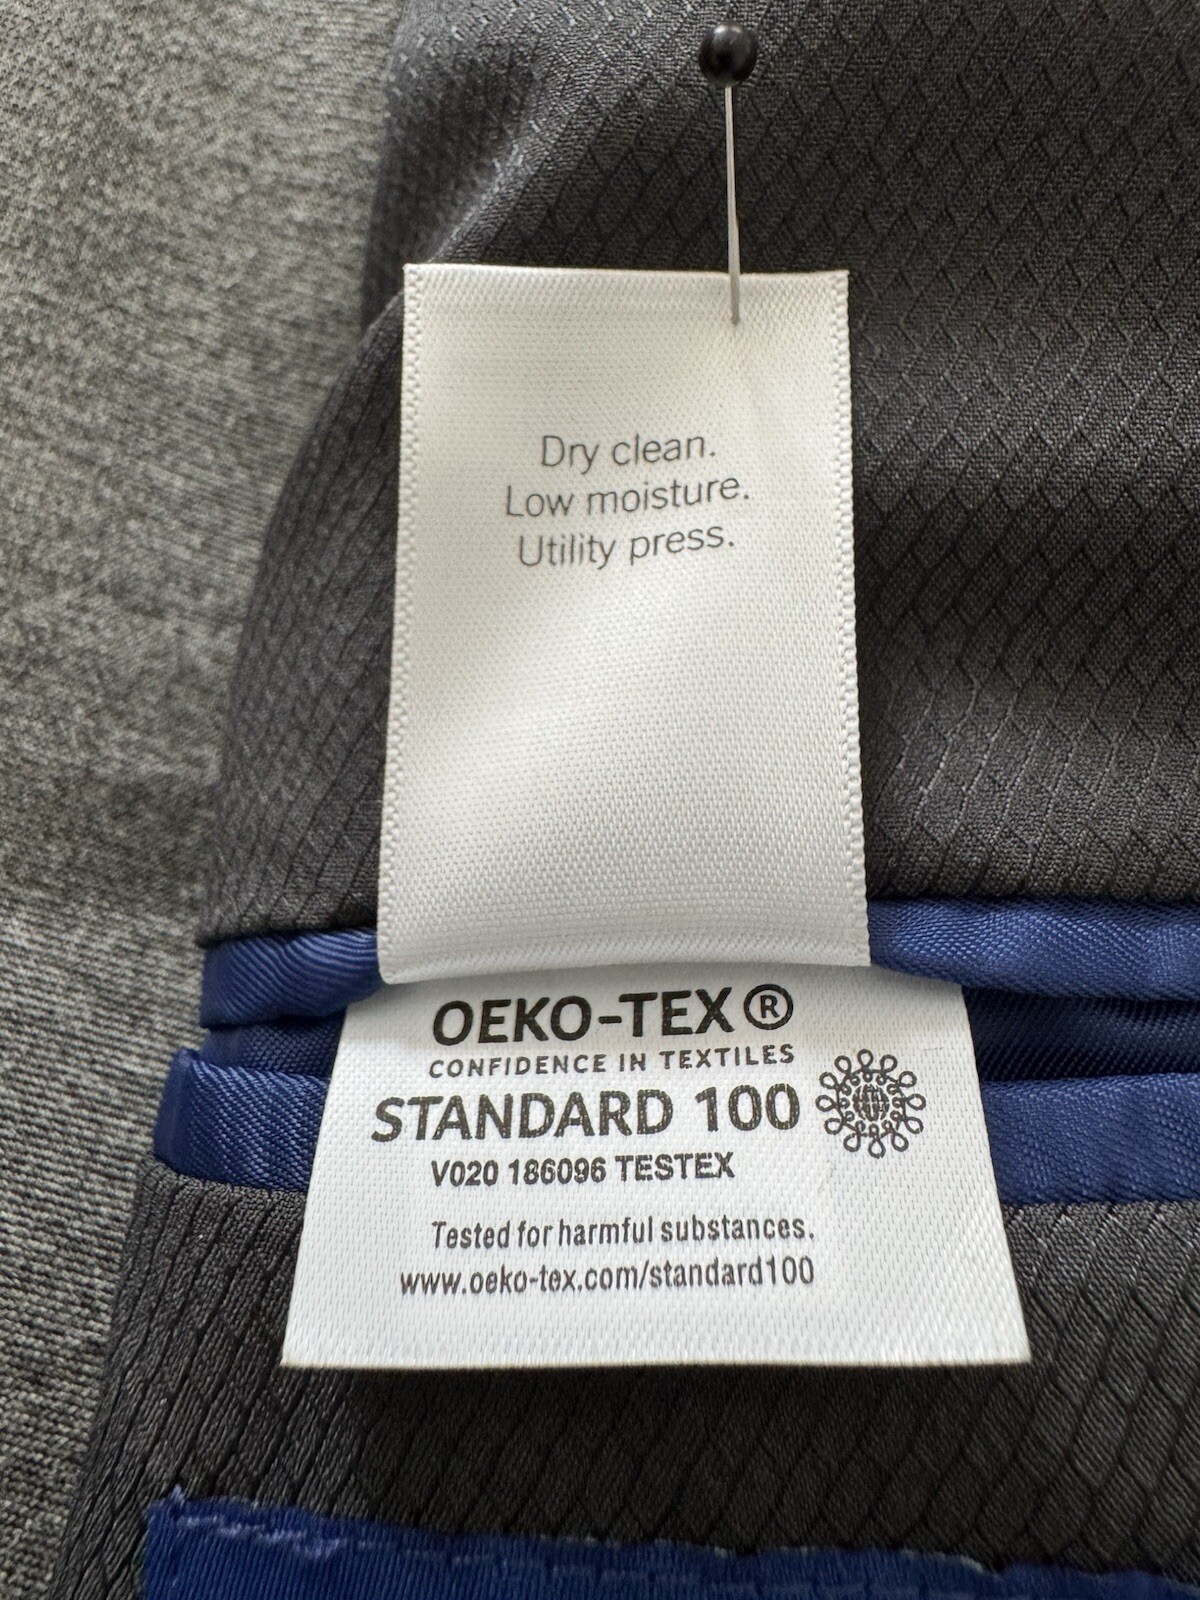 Dry clean.
Low moisture.
Utility press.
OEKO-TEX®
CONFIDENCE IN TEXTILES
STANDARD 100
V020 186096 TESTEX
Tested for harmful substances.
www.oeko-tex.com/standard100